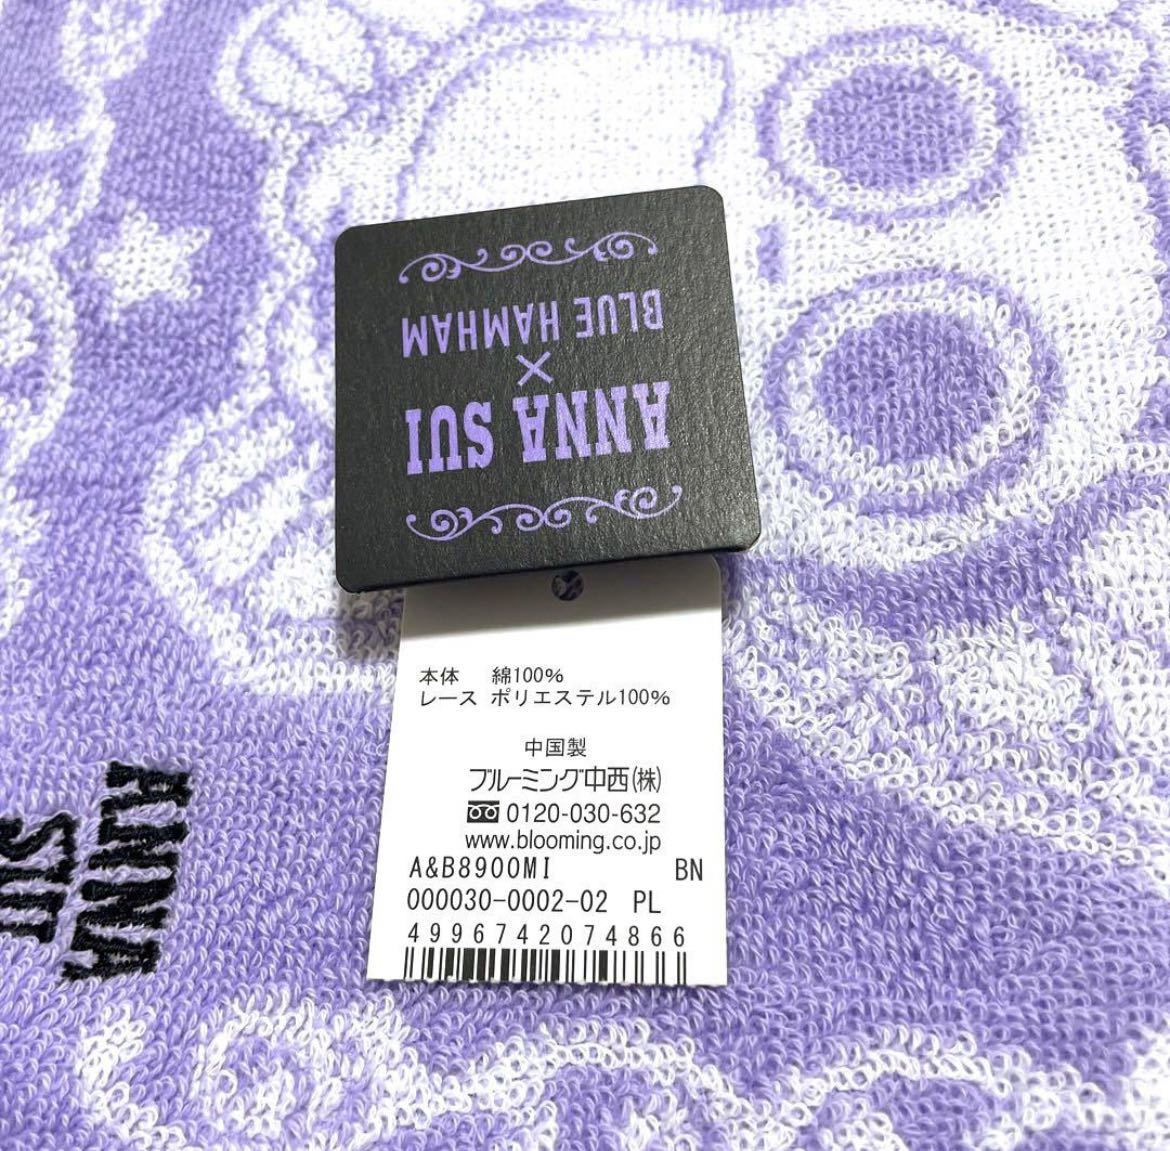 ANNA SUI
×
BLUE HAMHAM
本体 綿100%
レース ポリエステル100%
中国製
ブルーミング中西(株)
0120-030-632
www.blooming.co.jp
A&B8900MI BN
000030-0002-02 PL
4996742074866
ANNA
SUI